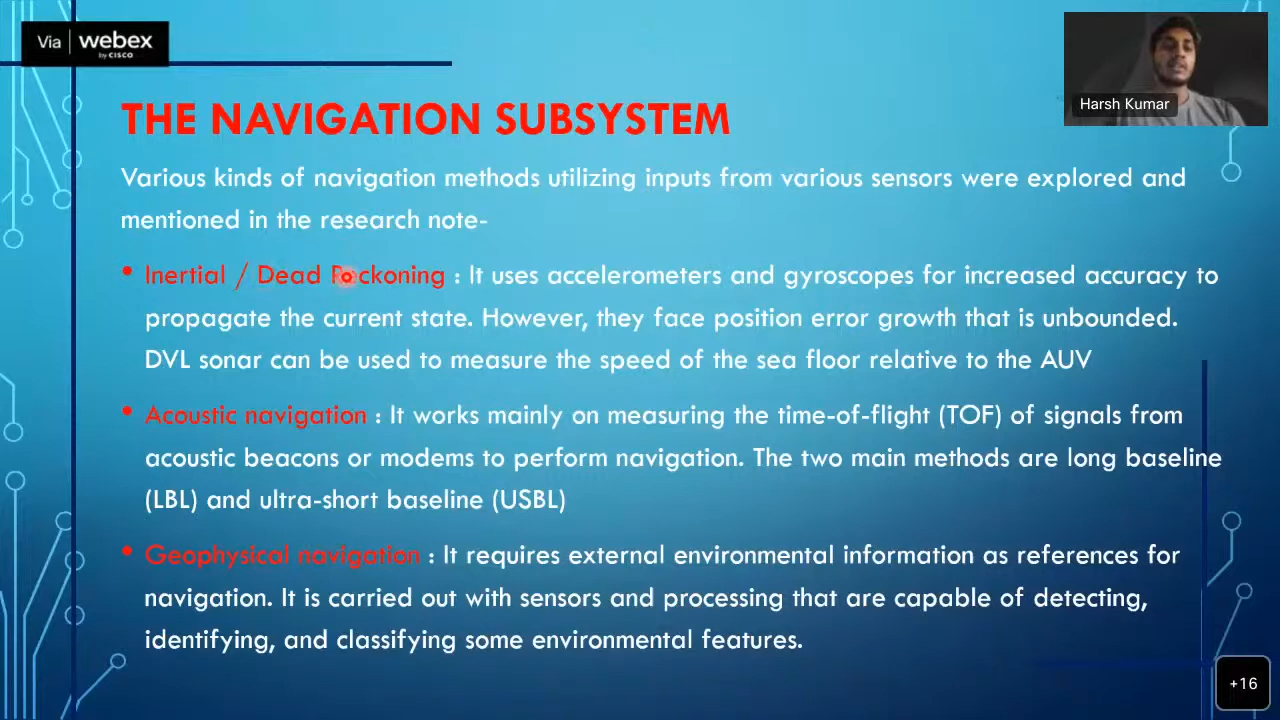 Via webex
by CISCO
Harsh Kumar
THE NAVIGATION SUBSYSTEM
Various kinds of navigation methods utilizing inputs from various sensors were explored and
mentioned in the research note-
• Inertial / Dead Reckoning : It uses accelerometers and gyroscopes for increased accuracy to
propagate the current state. However, they face position error growth that is unbounded.
DVL sonar can be used to measure the speed of the sea floor relative to the AUV
• Acoustic navigation : It works mainly on measuring the time-of-flight (TOF) of signals from
acoustic beacons or modems to perform navigation. The two main methods are long baseline
(LBL) and ultra-short baseline (USBL)
• Geophysical navigation : It requires external environmental information as references for
navigation. It is carried out with sensors and processing that are capable of detecting,
identifying, and classifying some environmental features.
+16